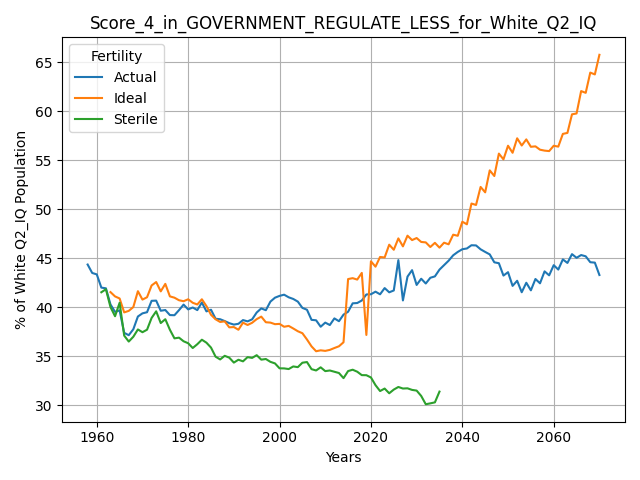 Score_4_in_GOVERNMENT_REGULATE_LESS_for_White_Q2_IQ
Fertility
Actual
Ideal
Sterile
% of White Q2_IQ Population
65
60
55
50
45
40
35
30
1960 1980 2000 2020 2040 2060
Years